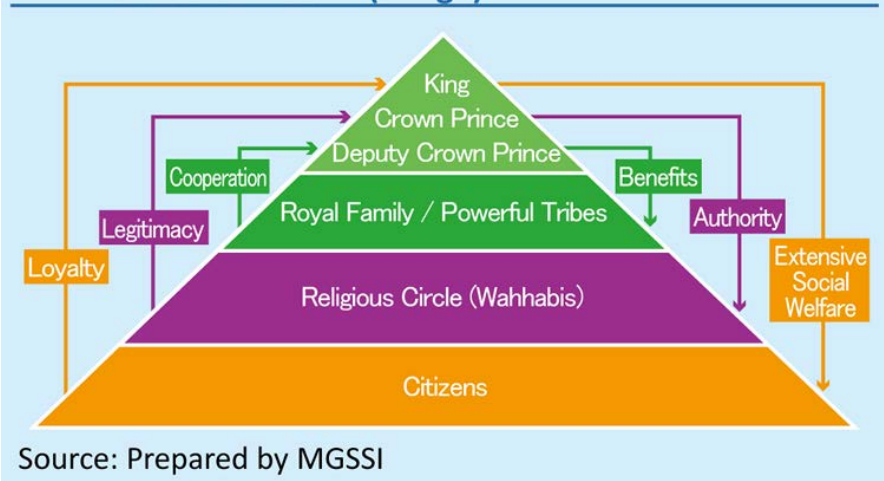 King
Crown Prince
Deputy Crown Prince
Cooperation
Benefits
Royal Family / Powerful Tribes
Legitimacy
Authority
Loyalty
Extensive
Social
Welfare
Religious Circle (Wahhabis)
Citizens
Source: Prepared by MGSSI